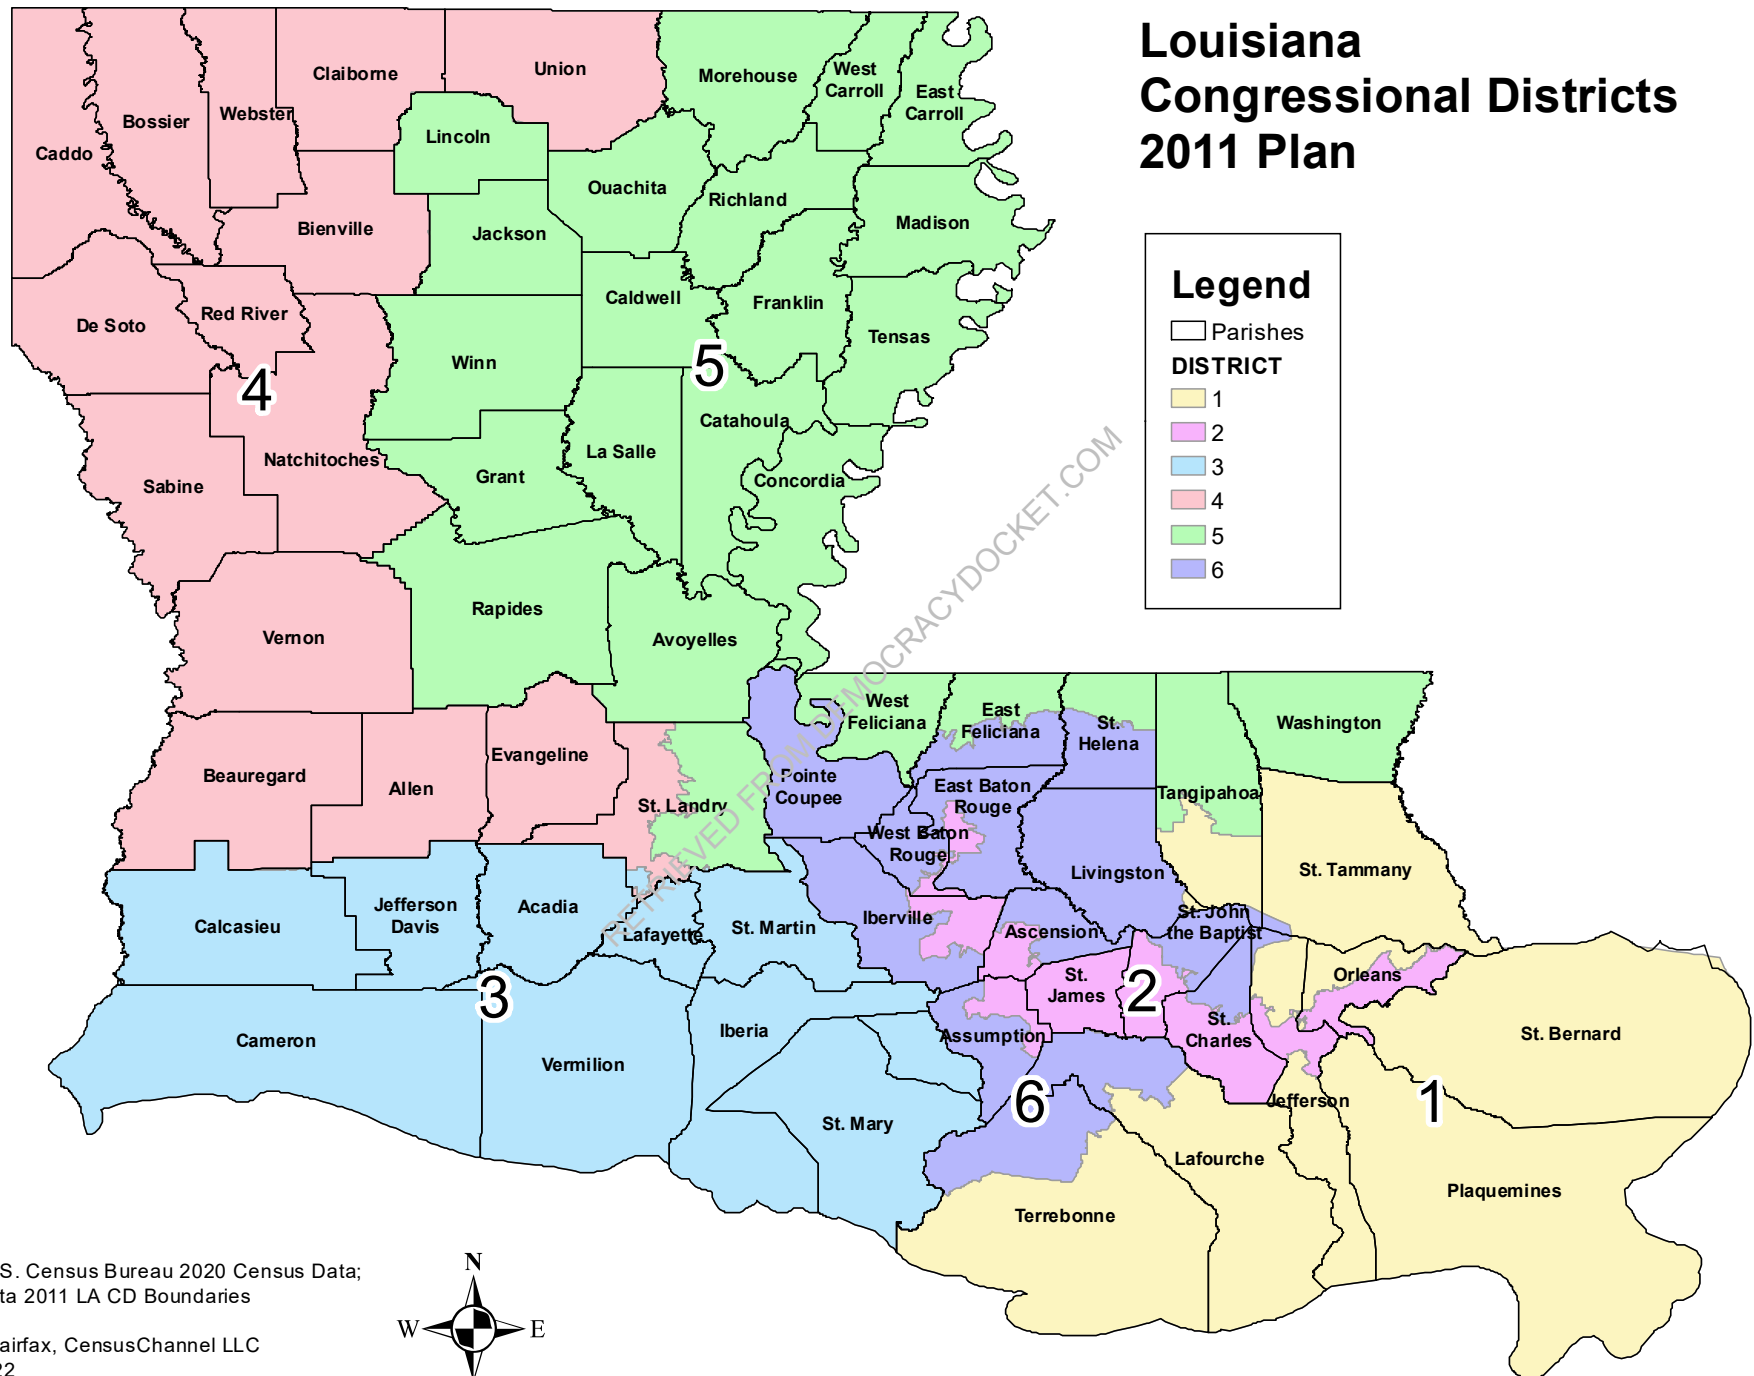 Louisiana
Congressional Districts
2011 Plan
Legend
Parishes
DISTRICT
1
2
3
4
5
6
Caddo
Bossier
Webster
Claiborne
Union
Lincoln
Morehouse
West
Carroll
East
Carroll
Ouachita
Richland
Madison
Bienville
Jackson
De Soto
Red River
Caldwell
Franklin
Tensas
Winn
4
5
Natchitoches
Sabine
Grant
La Salle
Catahoula
Concordia
Vernon
Rapides
Avoyelles
Beauregard
Allen
Evangeline
St. Landry
Pointe
Coupee
West
Feliciana
East
Feliciana
St.
Helena
Washington
Tangipahoa
East Baton
Rouge
West Baton
Rouge
Livingston
St. Tammany
Calcasieu
Jefferson
Davis
Acadia
Lafayette
St. Martin
Iberville
Ascension
St. John
the Baptist
St.
James
2
Orleans
3
Cameron
Vermilion
Iberia
Assumption
St.
Charles
St. Bernard
St. Mary
6
Jefferson
1
Lafourche
Terrebonne
Plaquemines
RETRIEVED FROM DEMOCRACYDOCKET.COM
S. Census Bureau 2020 Census Data;
ta 2011 LA CD Boundaries
airfax, CensusChannel LLC
22
N
W
E